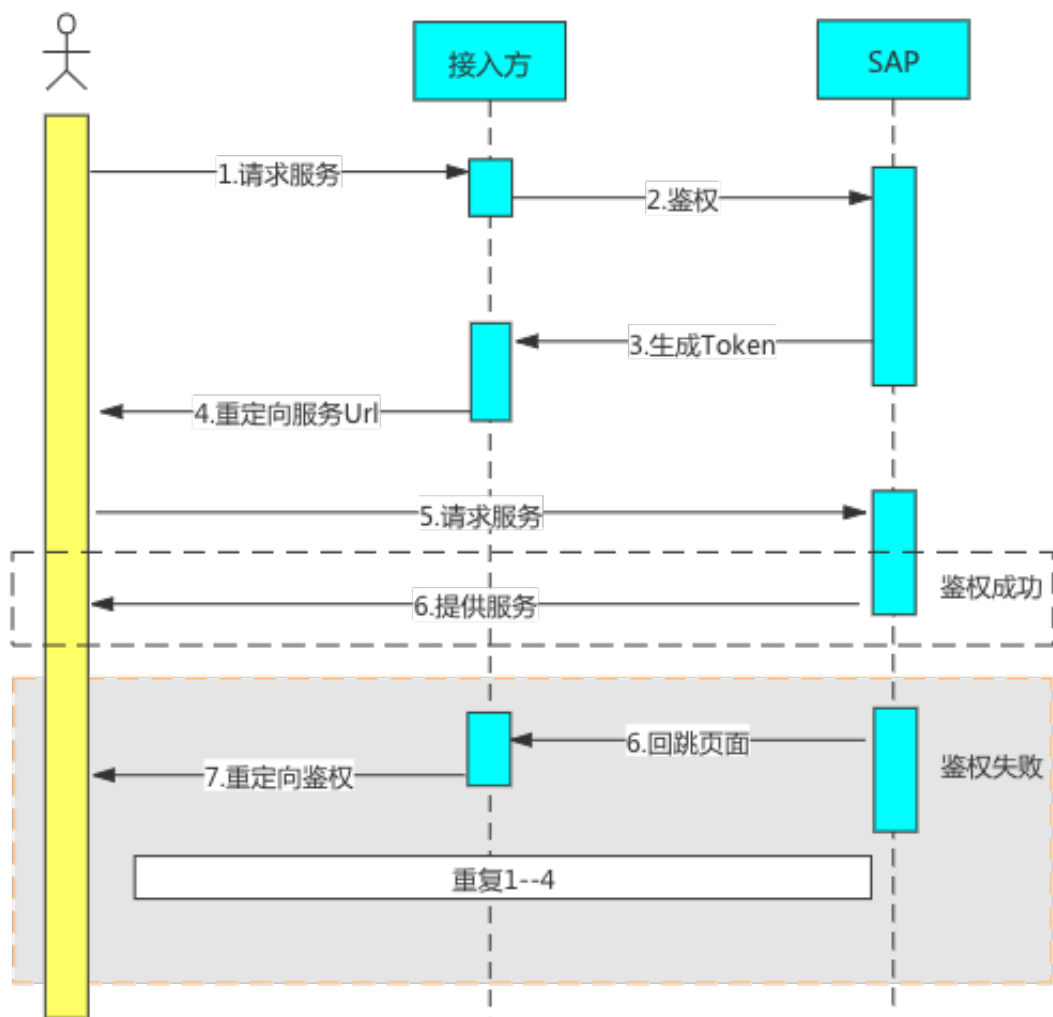 接入方
SAP
1.请求服务
2.鉴权
3.生成Token
4.重定向服务Url
5.请求服务
鉴权成功
6.提供服务
6.回跳页面
鉴权失败
7.重定向鉴权
重复1--4